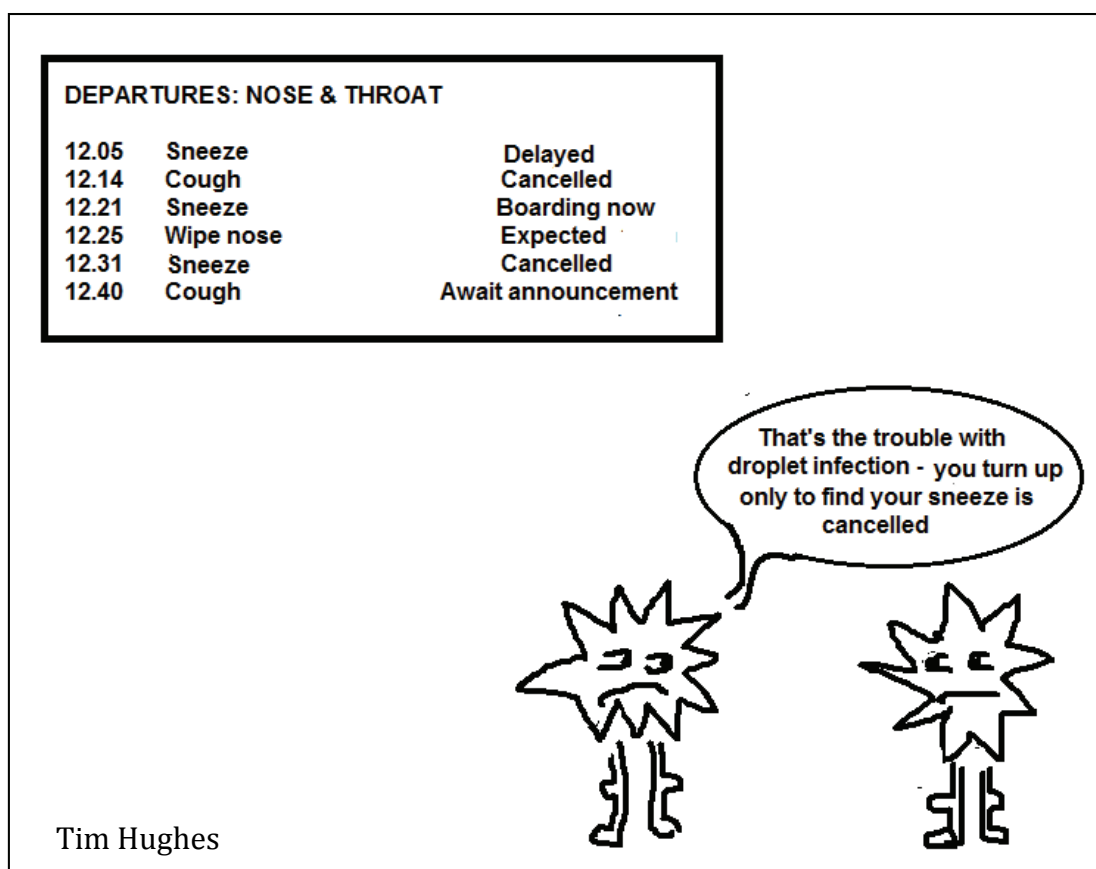 DEPARTURES: NOSE & THROAT
12.05 Sneeze Delayed
12.14 Cough Cancelled
12.21 Sneeze Boarding now
12.25 Wipe nose Expected
12.31 Sneeze Cancelled
12.40 Cough Await announcement
That's the trouble with
droplet infection - you turn up
only to find your sneeze is
cancelled
Tim Hughes